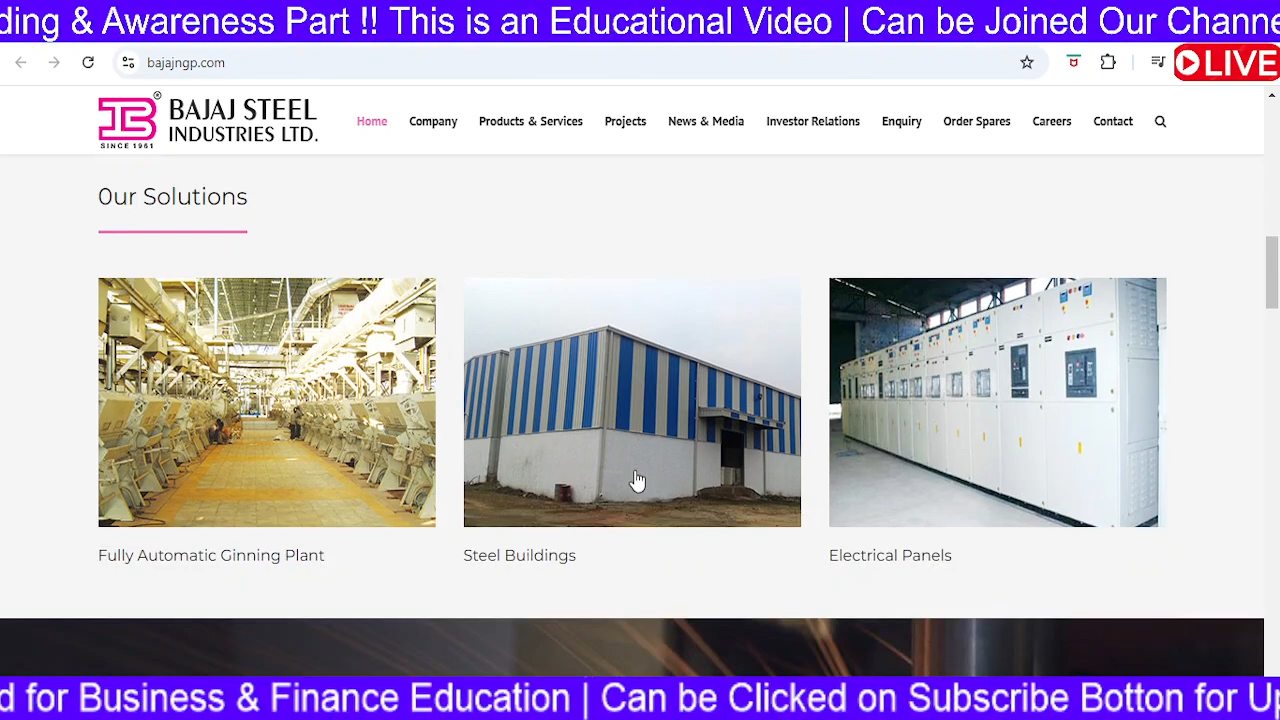 ding & Awareness Part !! This is an Educational Video | Can be Joined Our Channe
bajajngp.com
LIVE
BAJAJ STEEL
INDUSTRIES LTD.
SINCE 1961
Home Company Products & Services Projects News & Media Investor Relations Enquiry Order Spares Careers Contact
0ur Solutions
Fully Automatic Ginning Plant
Steel Buildings
Electrical Panels
d for Business & Finance Education | Can be Clicked on Subscribe Botton for Up